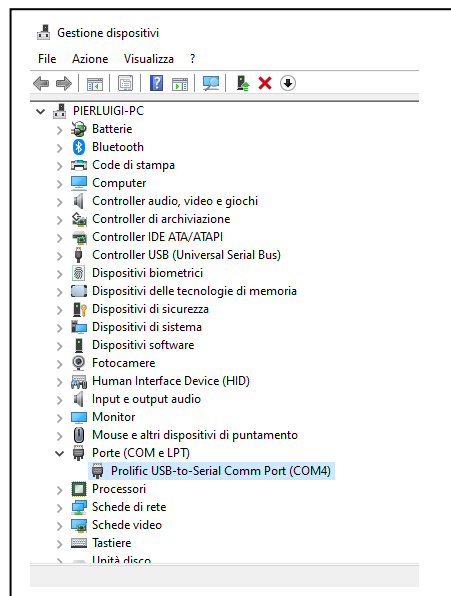 Gestione dispositivi
File Azione Visualizza ?
PIERLUIGI-PC
Batterie
Bluetooth
Code di stampa
Computer
Controller audio, video e giochi
Controller di archiviazione
Controller IDE ATA/ATAPI
Controller USB (Universal Serial Bus)
Dispositivi biometrici
Dispositivi delle tecnologie di memoria
Dispositivi di sicurezza
Dispositivi di sistema
Dispositivi software
Fotocamere
Human Interface Device (HID)
Input e output audio
Monitor
Mouse e altri dispositivi di puntamento
Porte (COM e LPT)
Prolific USB-to-Serial Comm Port (COM4)
Processori
Schede di rete
Schede video
Tastiere
Unità disco